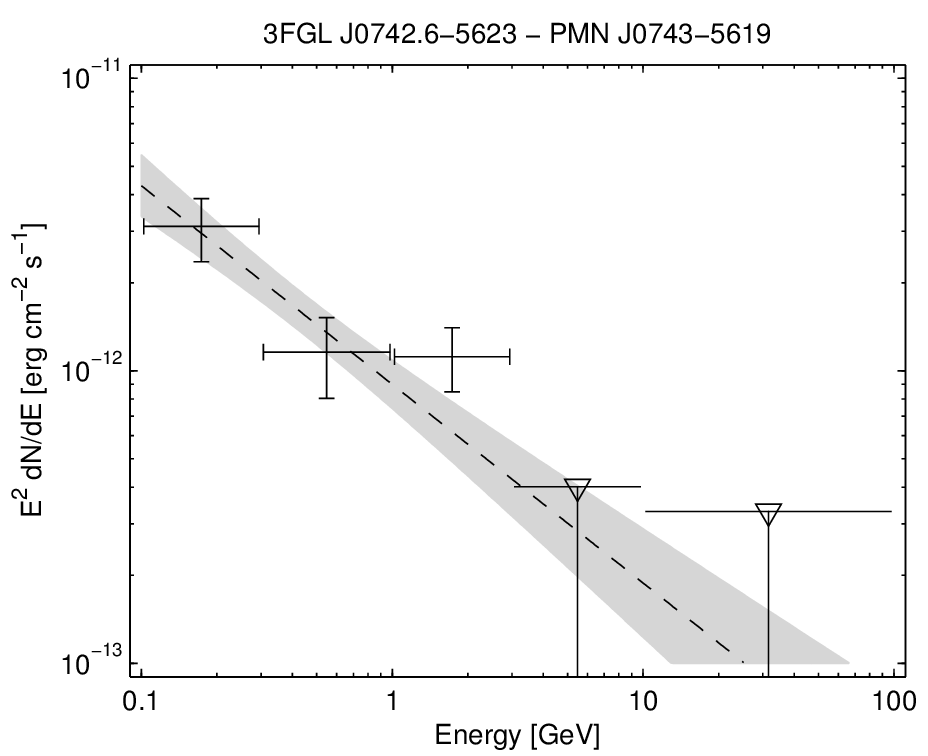 3FGL J0742.6−5623 − PMN J0743−5619
E² dN/dE [erg cm⁻² s⁻¹]
10⁻¹¹
10⁻¹²
10⁻¹³
0.1 1 10 100
Energy [GeV]